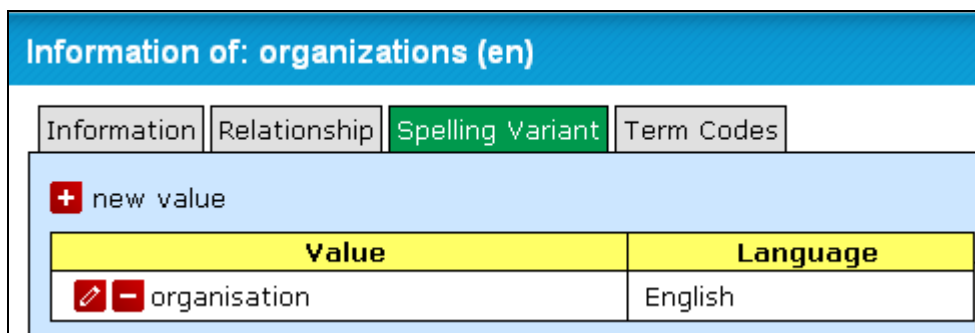 Information of: organizations (en)
Information Relationship Spelling Variant Term Codes
+ new value
Value Language
organisation English